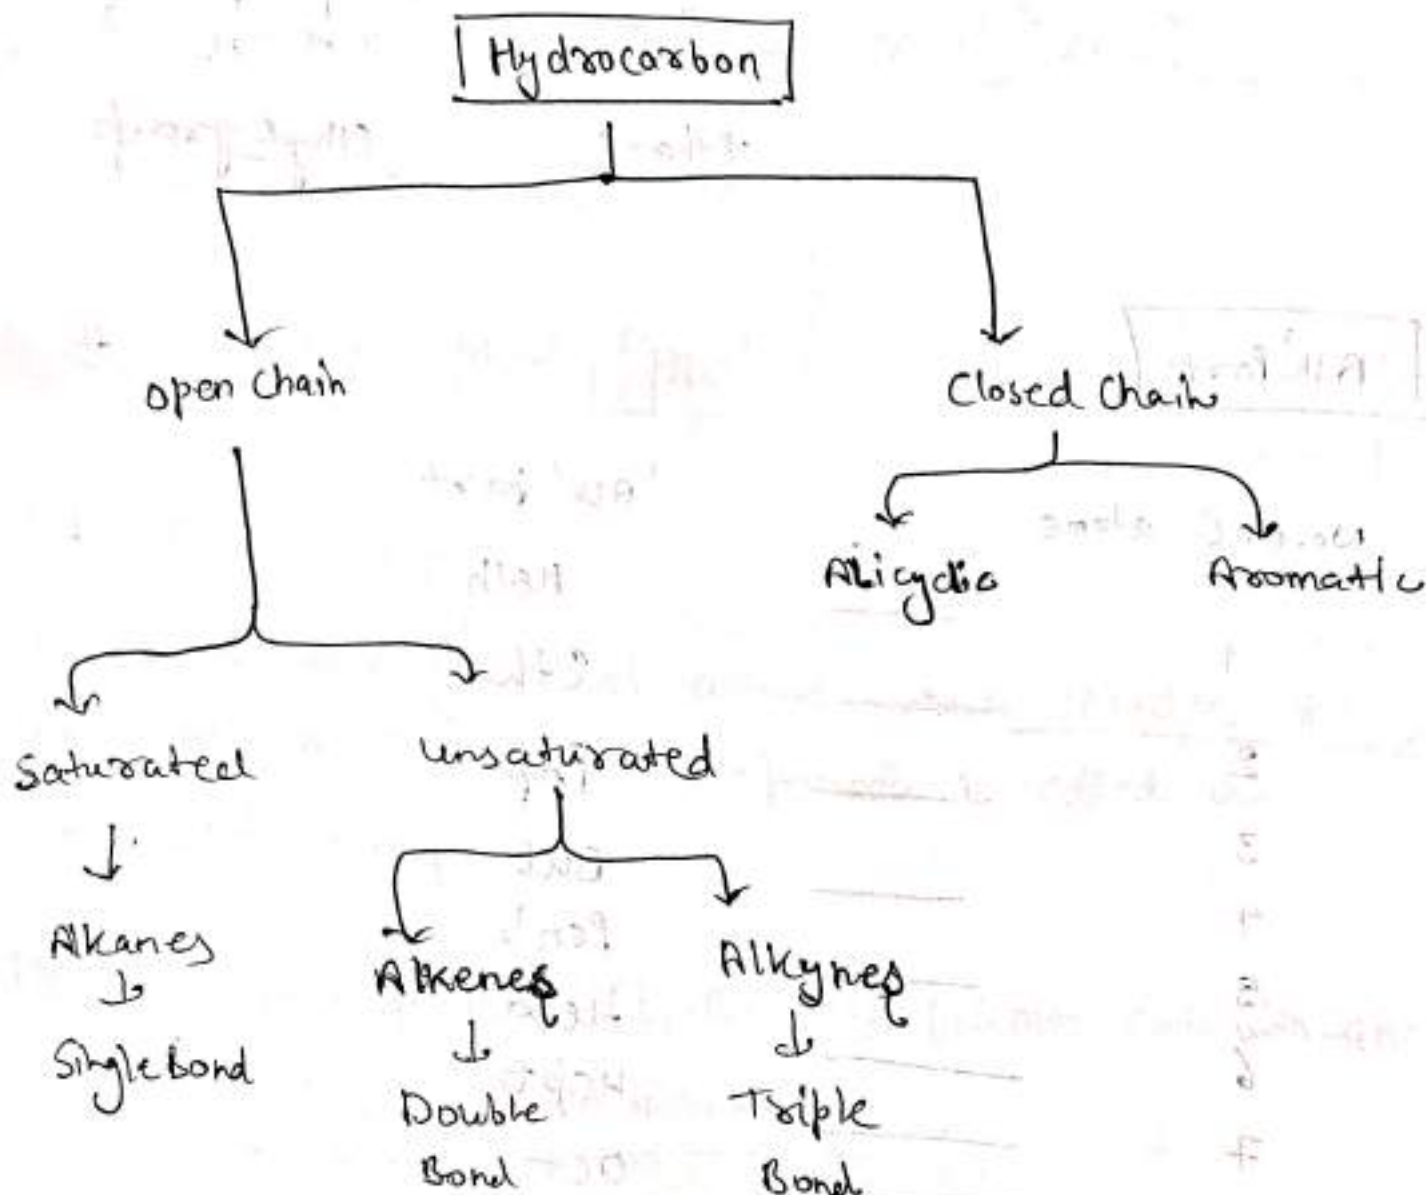 Hydrocarbon
Open Chain
Closed Chain
Alicyclic
Aromatic
Saturated
Unsaturated
Alkanes
Alkenes
Alkynes
Single Bond
Double
Bond
Triple
Bond